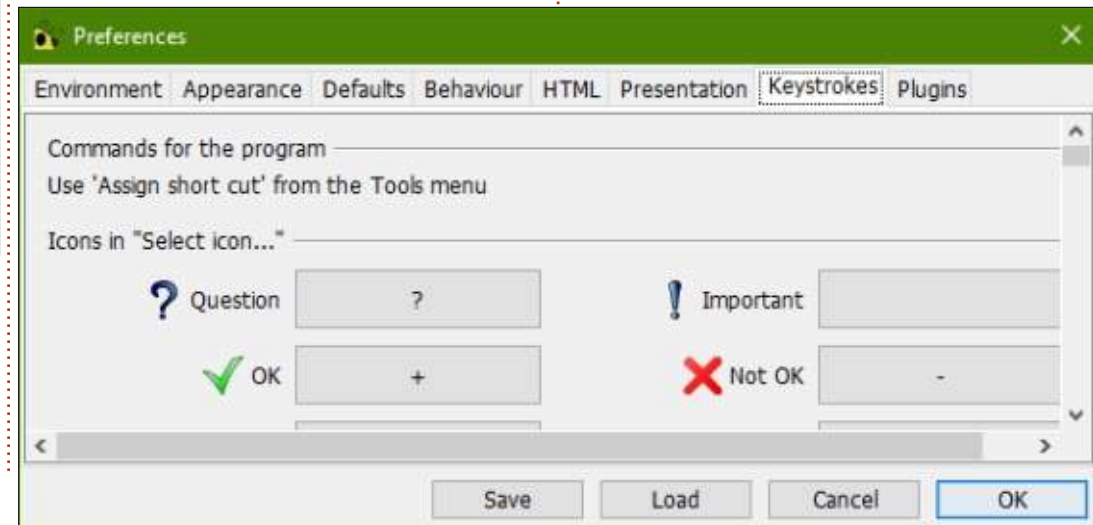 Preferences
Environment Appearance Defaults Behaviour HTML Presentation Keystrokes Plugins
Commands for the program
Use 'Assign short cut' from the Tools menu
Icons in "Select icon..."
Question ? Important
OK + Not OK -
Save Load Cancel OK